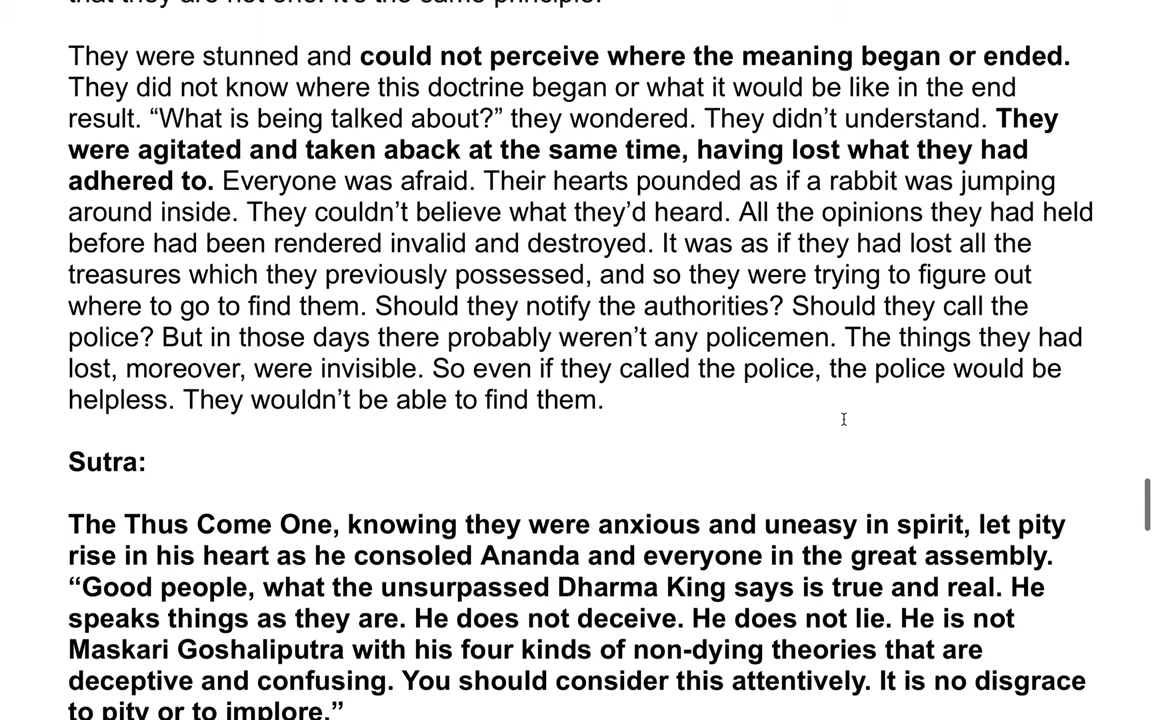 that they are not one. It's the same principle.
They were stunned and could not perceive where the meaning began or ended.
They did not know where this doctrine began or what it would be like in the end
result. “What is being talked about?” they wondered. They didn’t understand. They
were agitated and taken aback at the same time, having lost what they had
adhered to. Everyone was afraid. Their hearts pounded as if a rabbit was jumping
around inside. They couldn’t believe what they’d heard. All the opinions they had held
before had been rendered invalid and destroyed. It was as if they had lost all the
treasures which they previously possessed, and so they were trying to figure out
where to go to find them. Should they notify the authorities? Should they call the
police? But in those days there probably weren’t any policemen. The things they had
lost, moreover, were invisible. So even if they called the police, the police would be
helpless. They wouldn’t be able to find them.
Sutra:
The Thus Come One, knowing they were anxious and uneasy in spirit, let pity
rise in his heart as he consoled Ananda and everyone in the great assembly.
“Good people, what the unsurpassed Dharma King says is true and real. He
speaks things as they are. He does not deceive. He does not lie. He is not
Maskari Goshaliputra with his four kinds of non-dying theories that are
deceptive and confusing. You should consider this attentively. It is no disgrace
to pity or to implore.”